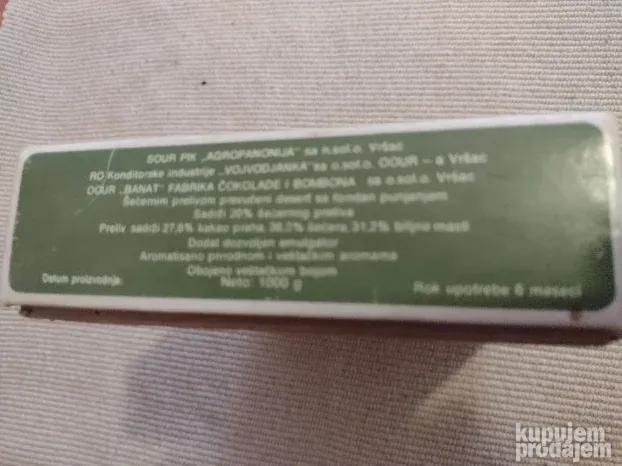 SOUR PIK „AGROPANONIJA" sa n.sol.o. Vršac
RO Konditorske industrije „VOJVODJANKA" sa o.sol.o. OOUR – a Vršac
OOUR „BANAT" FABRIKA ČOKOLADE I BOMBONA sa o.sol.o. Vršac
Šećernim prelivom presvučeni desert sa fondan punjenjem
Sadrži 20% šećernog preliva
Preliv sadrži 27,6% kakao praha, šećera, 31,2% biljne masti
Dodat dozvoljen emulgator
Aromatisano prirodnom i veštačkom aromama
Obojeno veštačkom bojom
Datum proizvodnje:
Neto: 1000 g
Rok upotrebe 6 meseci
kupujem
prodajem